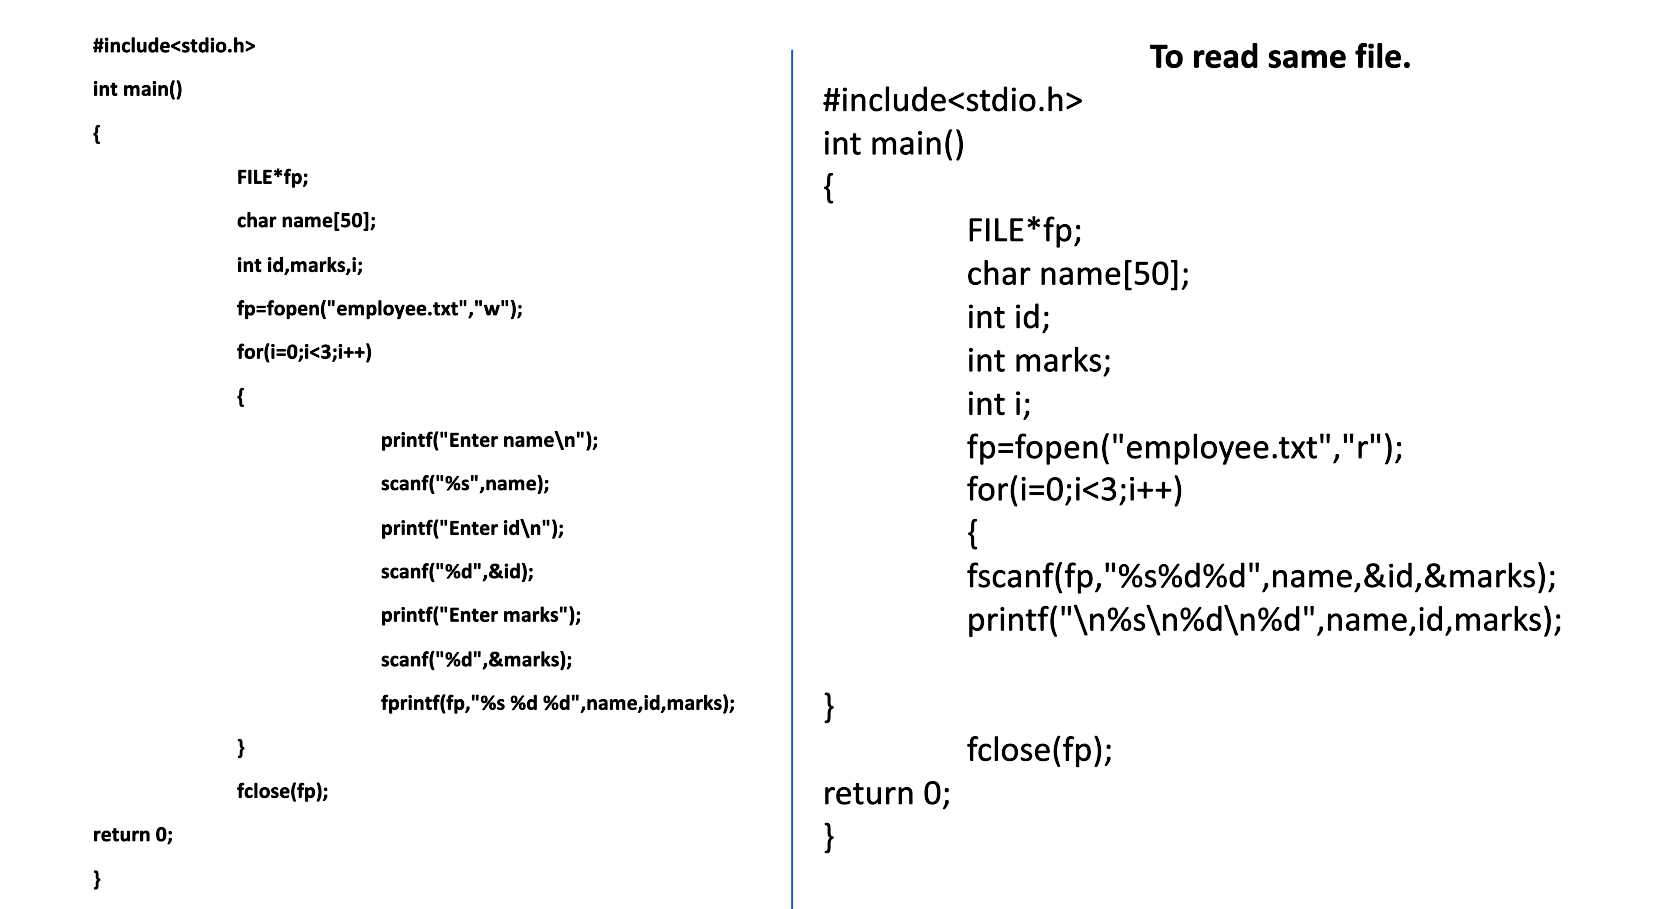 #include<stdio.h>
int main()
{
FILE*fp;
char name[50];
int id,marks,i;
fp=fopen("employee.txt","w");
for(i=0;i<3;i++)
{
printf("Enter name\n");
scanf("%s",name);
printf("Enter id\n");
scanf("%d",&id);
printf("Enter marks");
scanf("%d",&marks);
fprintf(fp,"%s %d %d",name,id,marks);
}
fclose(fp);
return 0;
}
To read same file.
#include<stdio.h>
int main()
{
FILE*fp;
char name[50];
int id;
int marks;
int i;
fp=fopen("employee.txt","r");
for(i=0;i<3;i++)
{
fscanf(fp,"%s%d%d",name,&id,&marks);
printf("\n%s\n%d\n%d",name,id,marks);
}
fclose(fp);
return 0;
}